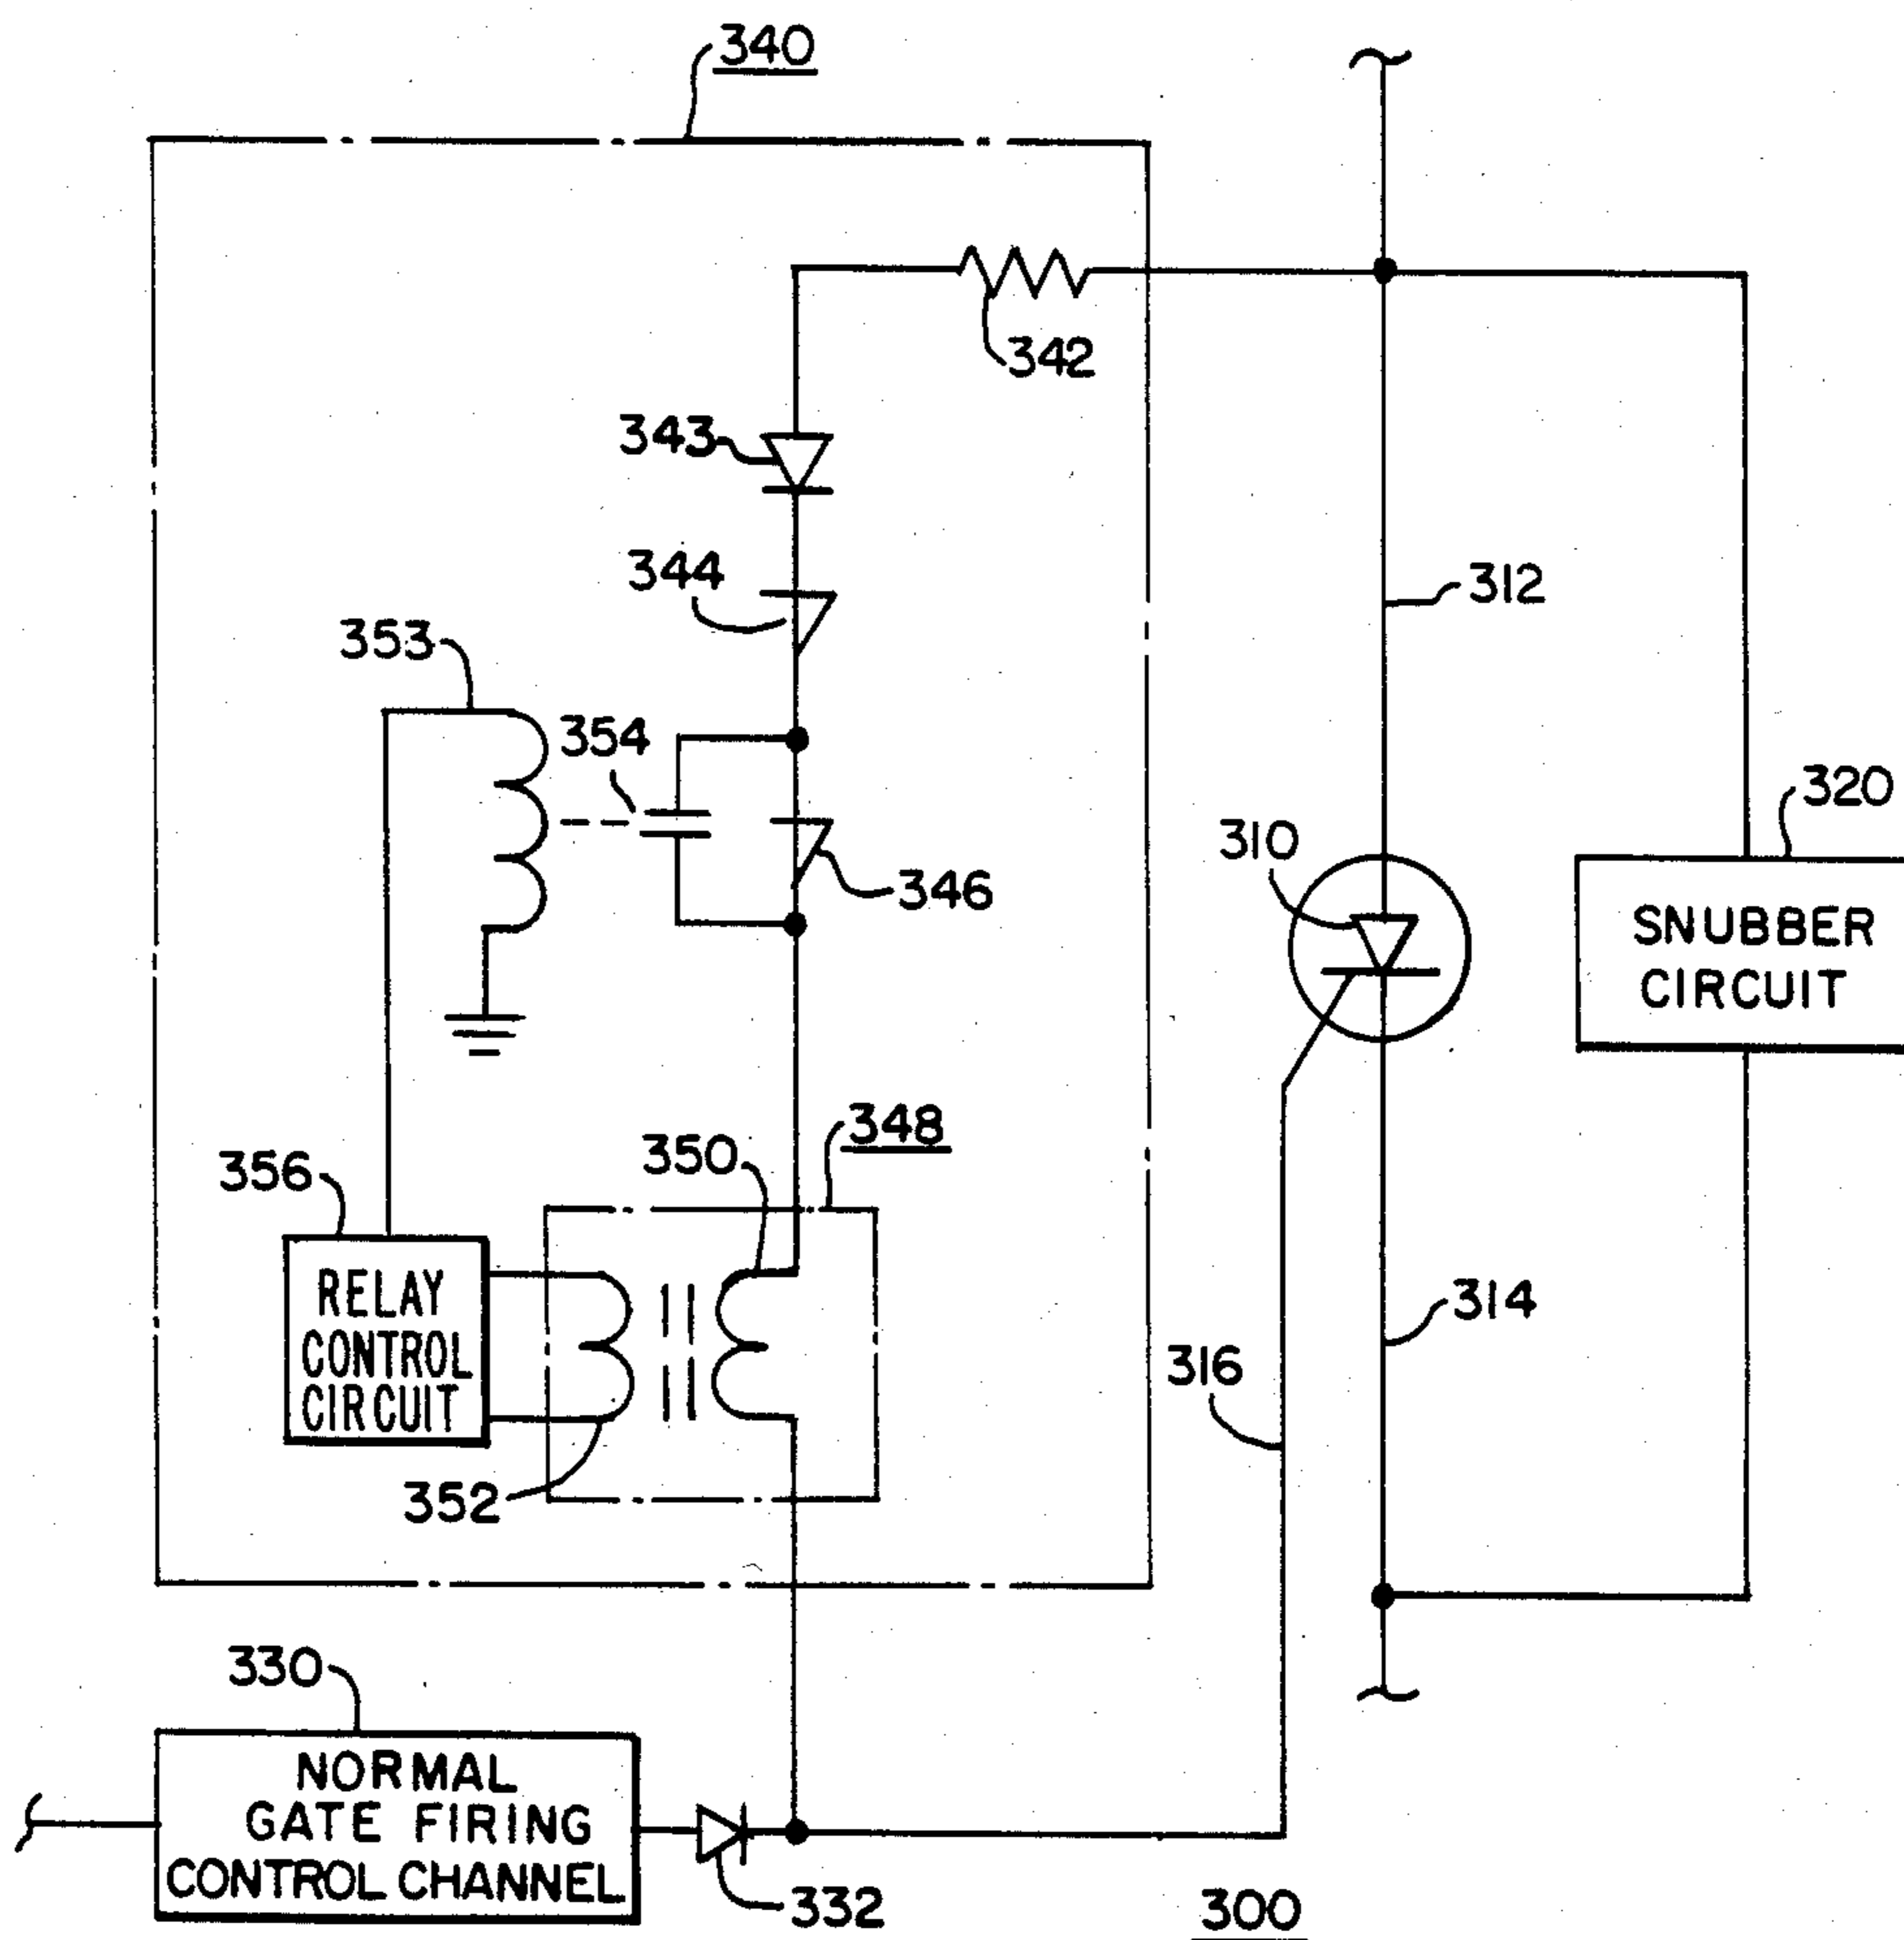 340
342
343
344
312
353
354
320
310
346
SNUBBER
CIRCUIT
348
350
356
RELAY
CONTROL
CIRCUIT
314
316
352
330
NORMAL
GATE FIRING
CONTROL CHANNEL
332
300